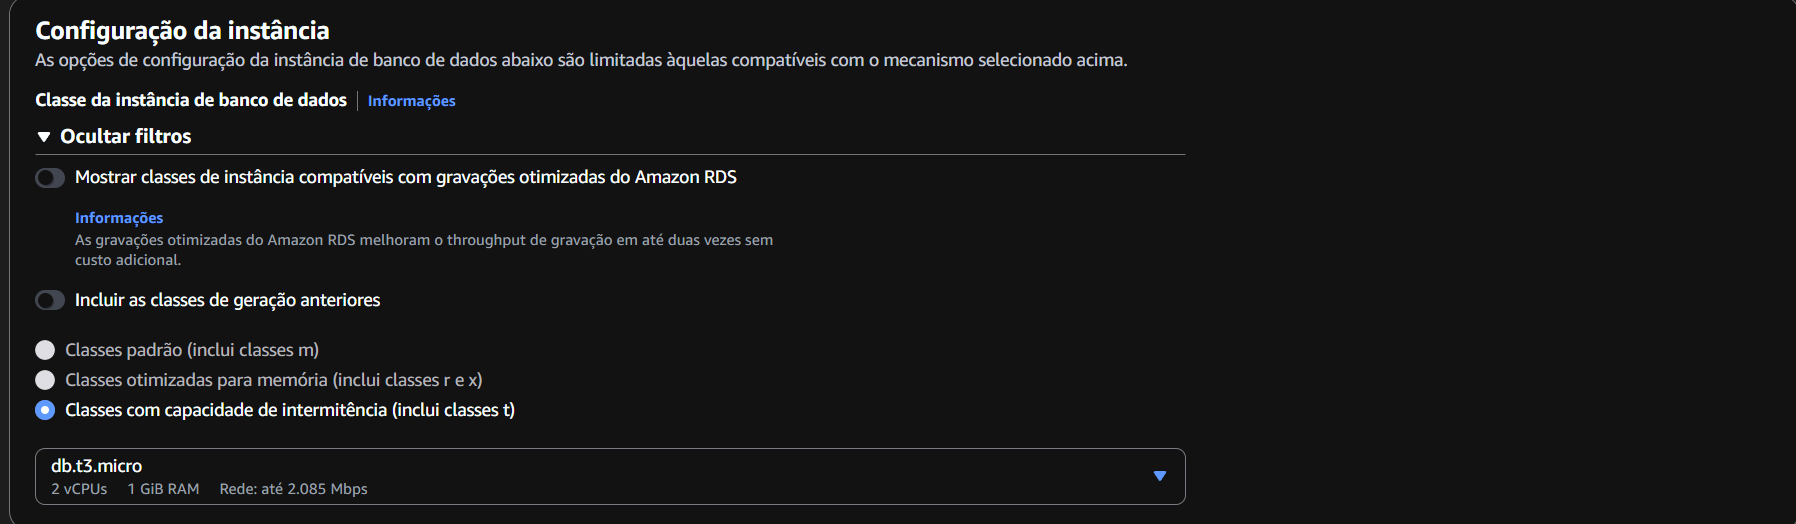 Configuração da instância
As opções de configuração da instância de banco de dados abaixo são limitadas àquelas compatíveis com o mecanismo selecionado acima.
Classe da instância de banco de dados Informações
Ocultar filtros
Mostrar classes de instância compatíveis com gravações otimizadas do Amazon RDS
Informações
As gravações otimizadas do Amazon RDS melhoram o throughput de gravação em até duas vezes sem
custo adicional.
Incluir as classes de geração anteriores
Classes padrão (inclui classes m)
Classes otimizadas para memória (inclui classes r e x)
Classes com capacidade de intermitência (inclui classes t)
db.t3.micro
2 vCPUs 1 GiB RAM Rede: até 2.085 Mbps